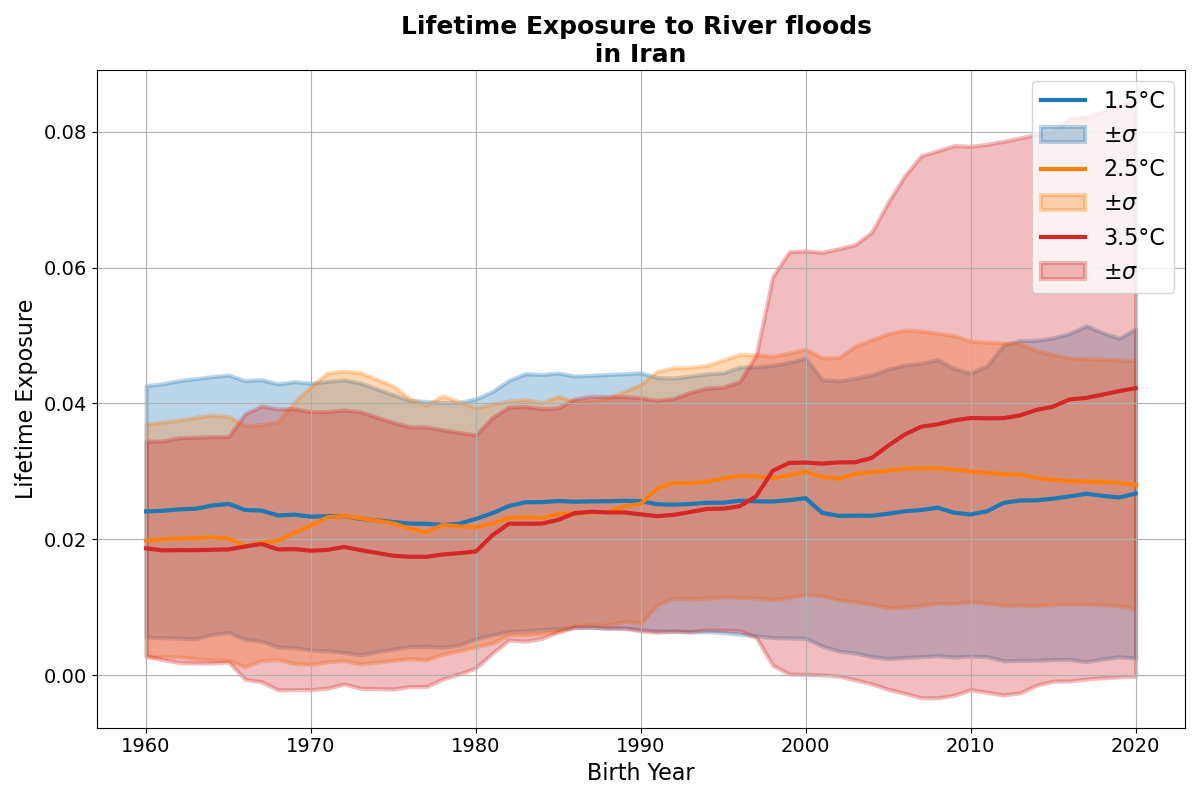 Lifetime Exposure to River floods
in Iran
Lifetime Exposure
0.08
0.06
0.04
0.02
0.00
1960 1970 1980 1990 2000 2010 2020
Birth Year
1.5°C
±σ
2.5°C
±σ
3.5°C
±σ